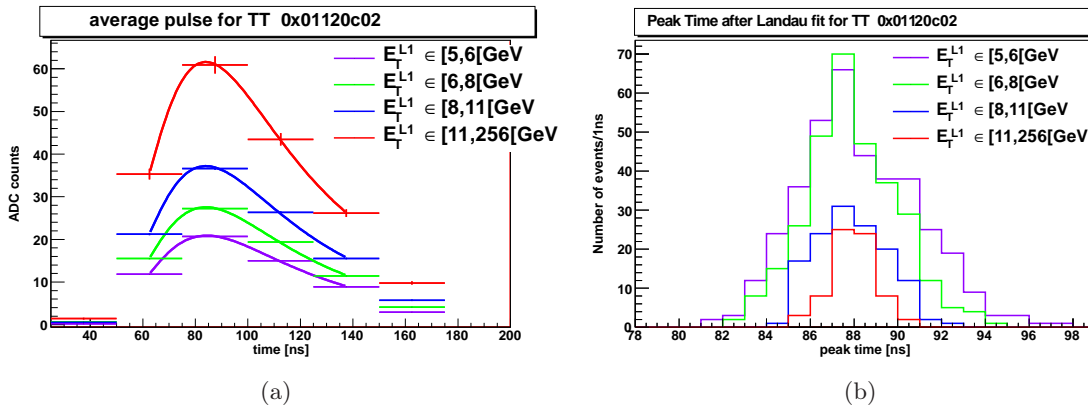 average pulse for TT 0x01120c02
ADC counts
60
50
40
30
20
10
0
E_T^L1 ∈ [5,6[GeV
E_T^L1 ∈ [6,8[GeV
E_T^L1 ∈ [8,11[GeV
E_T^L1 ∈ [11,256[GeV
40 60 80 100 120 140 160 180 200
time [ns]
(a)
Peak Time after Landau fit for TT 0x01120c02
Number of events/1ns
70
60
50
40
30
20
10
0
E_T^L1 ∈ [5,6[GeV
E_T^L1 ∈ [6,8[GeV
E_T^L1 ∈ [8,11[GeV
E_T^L1 ∈ [11,256[GeV
78 80 82 84 86 88 90 92 94 96 98
peak time [ns]
(b)